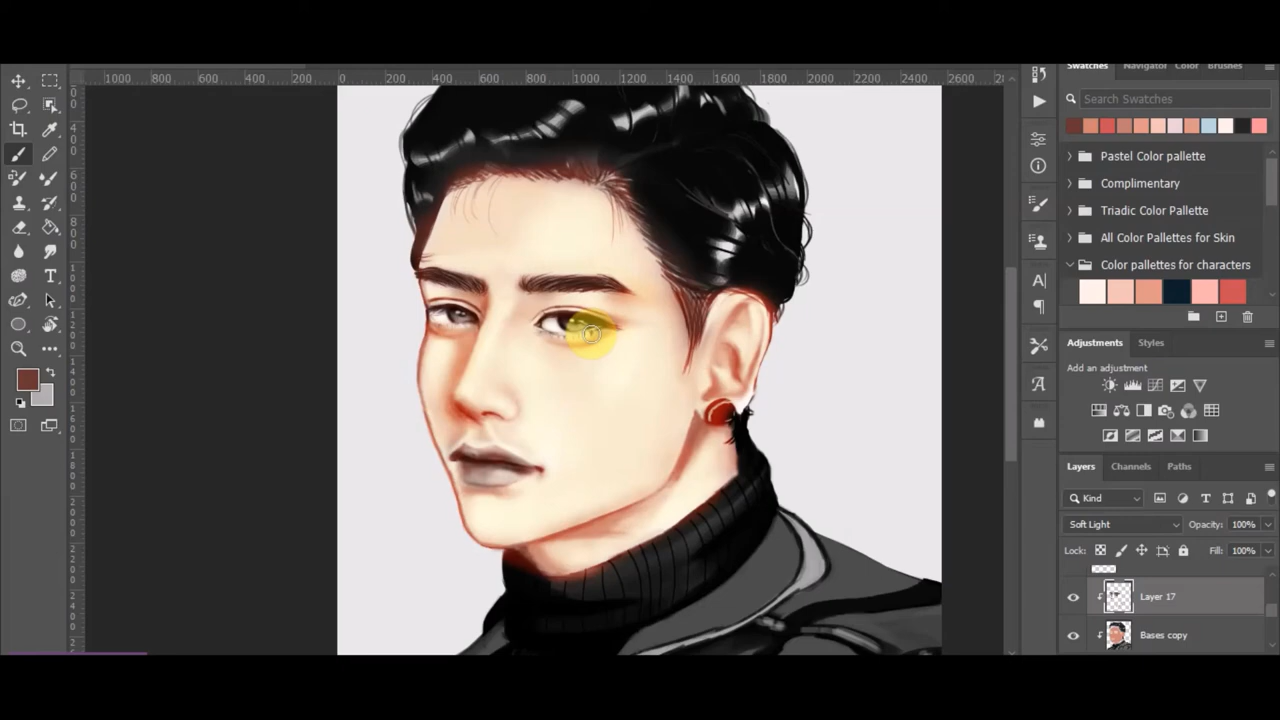 Swatches Navigator Color Brushes
1000 800 600 400 200 0 200 400 600 800 1000 1200 1400 1600 1800 2000 2200 2400 2600
Search Swatches
Pastel Color pallette
Complimentary
Triadic Color Palette
All Color Pallettes for Skin
Color pallettes for characters
Adjustments Styles
Add an adjustment
Layers Channels Paths
Kind
Soft Light Opacity: 100%
Lock: Fill: 100%
Layer 17
Bases copy